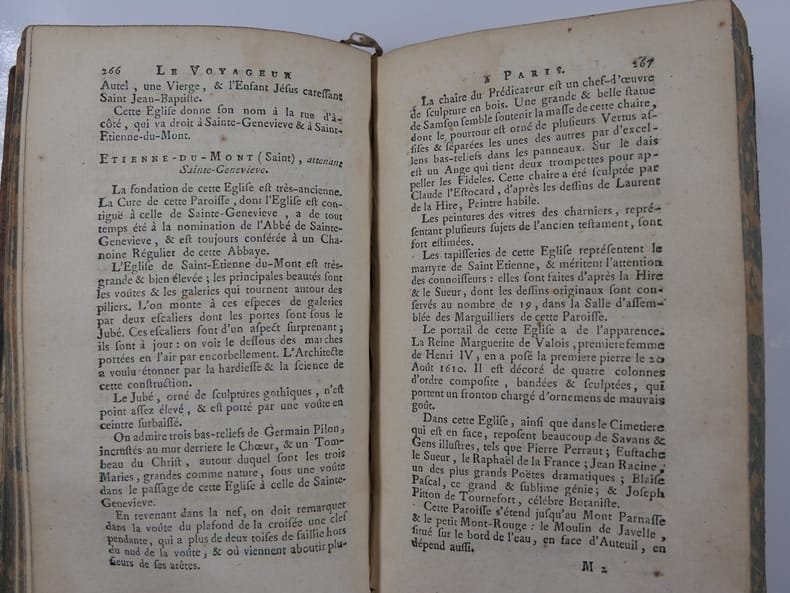 266 LE VOYAGEUR
Autel, une Vierge, & l'Enfant Jésus caressant
Saint Jean-Baptiste.
Cette Eglise donne son nom à la rue d'à-
côté, qui va droit à Sainte-Genevieve & à Saint-
Etienne-du-Mont.
ETIENNE-DU-MONT (Saint), attenant
Sainte-Genevieve.
La fondation de cette Eglise est très-ancienne.
La Cure de cette Paroisse, dont l'Eglise est con-
tiguë à celle de Sainte-Genevieve, a de tout
temps été à la nomination de l'Abbé de Sainte-
Genevieve, & est toujours conférée à un Cha-
noine Régulier de cette Abbaye.
L'Eglise de Saint-Etienne du-Mont est très-
grande & bien élevée; les principales beautés sont
les voûtes & les galeries qui tournent autour des
piliers. L'on monte à ces especes de galeries
par deux escaliers dont les portes sont sous le
Jubé. Ces escaliers sont d'un aspect surprenant;
ils sont à jour: on voit le dessous des marches
portées en l'air par encorbellement. L'Architecte
a voulu étonner par la hardiesse & la science de
cette construction.
Le Jubé, orné de sculptures gothiques, n'est
point assez élevé, & est porté par une voûte en
ceintre surbaissé.
On admire trois bas-reliefs de Germain Pilon,
incrustés au mur derriere le Chœur, & un Tom-
beau du Christ, autour duquel sont les trois
Maries, grandes comme nature, sous une voûte
dans le passage de cette Eglise à celle de Sainte-
Genevieve.
En revenant dans la nef, on doit remarquer
dans la voûte du plafond de la croisée une clef
pendante, qui a plus de deux toises de saillie hors
du nud de la voûte, & où viennent aboutir plu-
sieurs de ses arêtes.
A PARIS. 267
La chaire du Prédicateur est un chef-d'œuvre
de sculpture en bois. Une grande & belle statue
de Samson semble soutenir la masse de cette chaire,
dont le pourtout est orné de plusieurs Vertus as-
sises & séparées les unes des autres par d'excel-
lens bas-reliefs dans les panneaux. Sur le dais
est un Ange qui tient deux trompettes pour ap-
peller les Fideles. Cette chaire a été sculptée par
Claude l'Estocard, d'après les dessins de Laurent
de la Hire, Peintre habile.
Les peintures des vitres des charniers, repré-
sentant plusieurs sujets de l'ancien testament, sont
fort estimées.
Les tapisseries de cette Eglise représentent le
martyre de Saint Etienne, & méritent l'attention
des connoisseurs: elles sont faites d'après la Hire
& le Sueur, dont les dessins originaux sont con-
servés au nombre de 19, dans la Salle d'assem-
blée des Marguilliers de cette Paroisse.
Le portail de cette Eglise a de l'apparence.
La Reine Marguerite de Valois, premiere femme
de Henri IV, en a posé la premiere pierre le 20
Août 1610. Il est décoré de quatre colonnes
d'ordre composite, bandées & sculptées, qui
portent un fronton chargé d'ornemens de mauvais
goût.
Dans cette Eglise, ainsi que dans le Cimetiere
qui est en face, reposent beaucoup de Savans &
Gens illustres, tels que Pierre Perraut; Eustache
le Sueur, le Raphaël de la France; Jean Racine,
un des plus grands Poëtes dramatiques; Blaise
Pascal, ce grand & sublime génie; & Joseph
Pitton de Tournefort, célèbre Botaniste.
Cette Paroisse s'étend jusqu'au Mont Parnasse
& le petit Mont-Rouge: le Moulin de Javelle,
situé sur le bord de l'eau, en face d'Auteuil, en
dépend aussi.
M 2